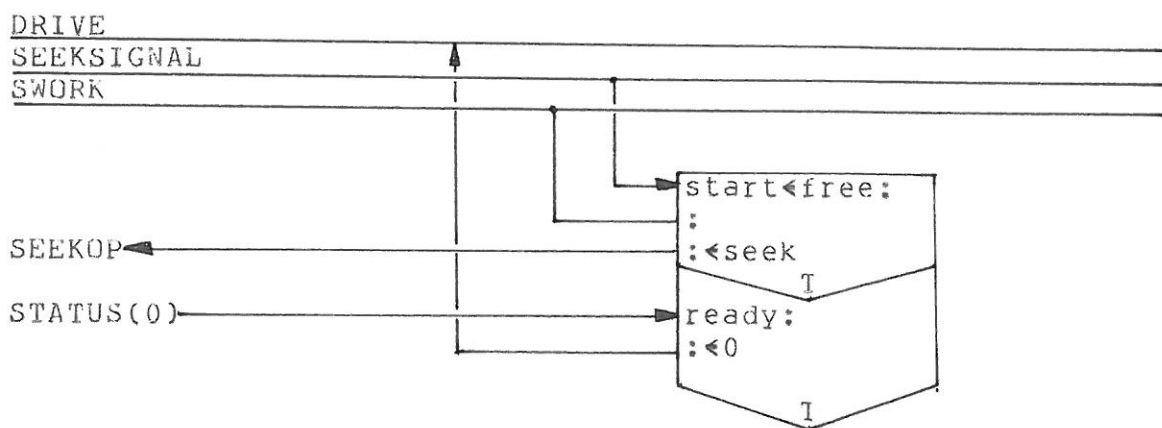 DRIVE
SEEKSIGNAL
SWORK
start<free:
:
SEEKOP :<seek
T
STATUS(0) ready:
:<0
T